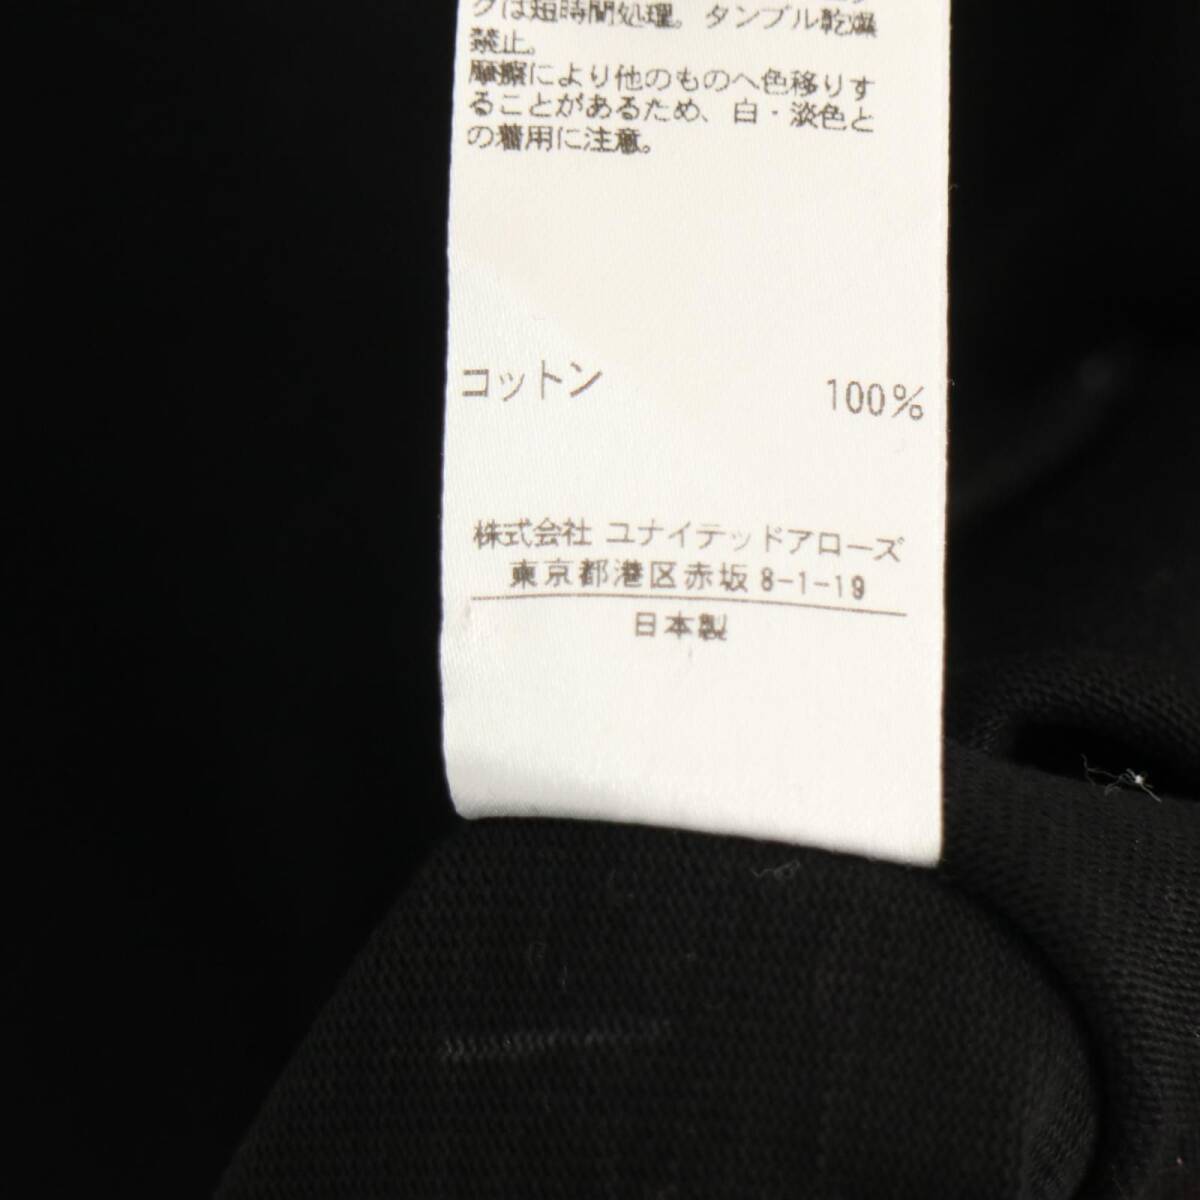 クは短時間処理。タンブル乾燥
禁止。
摩擦により他のものへ色移りす
ることがあるため、白・淡色と
の着用に注意。
コットン 100%
株式会社 ユナイテッドアローズ
東京都港区赤坂8-1-19
日本製